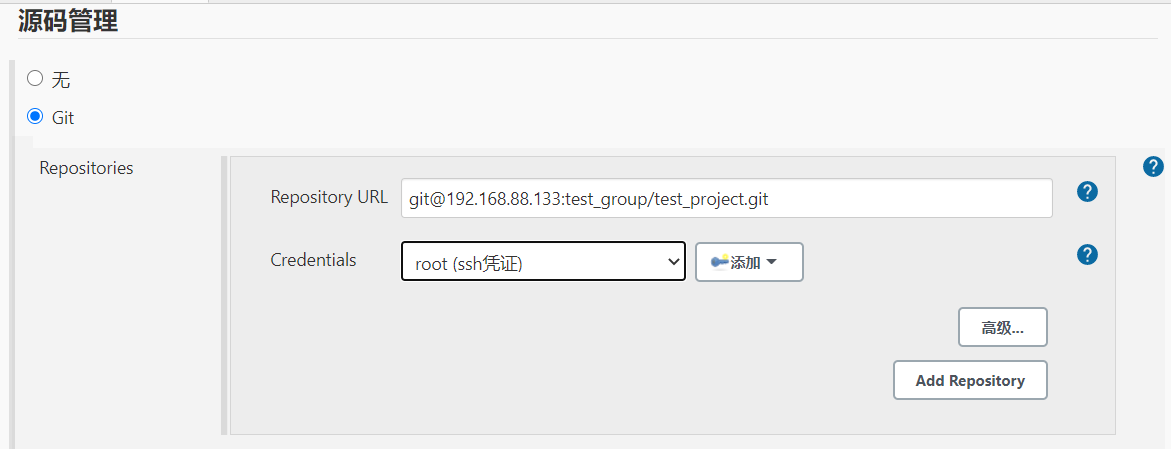 源码管理
无
Git
Repositories
Repository URL git@192.168.88.133:test_group/test_project.git
Credentials root (ssh凭证) 添加
高级...
Add Repository